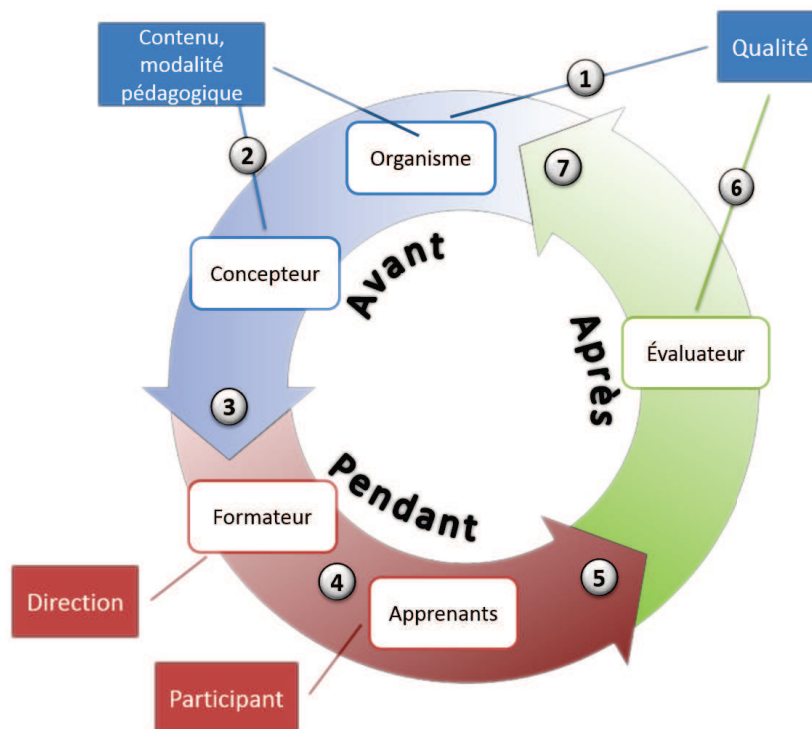 Contenu,
modalité
pédagogique
Qualité
1
2
Organisme
7
6
Concepteur
Avant
Après
Évaluateur
3
Pendant
Formateur
4
5
Direction
Apprenants
Participant